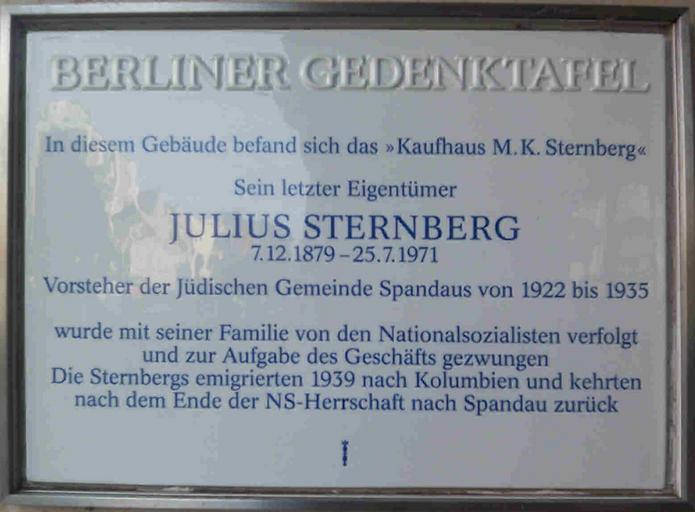 BERLINER GEDENKTAFEL
In diesem Gebäude befand sich das »Kaufhaus M. K. Sternberg«
Sein letzter Eigentümer
JULIUS STERNBERG
7.12.1879 – 25.7.1971
Vorsteher der Jüdischen Gemeinde Spandaus von 1922 bis 1935
wurde mit seiner Familie von den Nationalsozialisten verfolgt
und zur Aufgabe des Geschäfts gezwungen
Die Sternbergs emigrierten 1939 nach Kolumbien und kehrten
nach dem Ende der NS-Herrschaft nach Spandau zurück